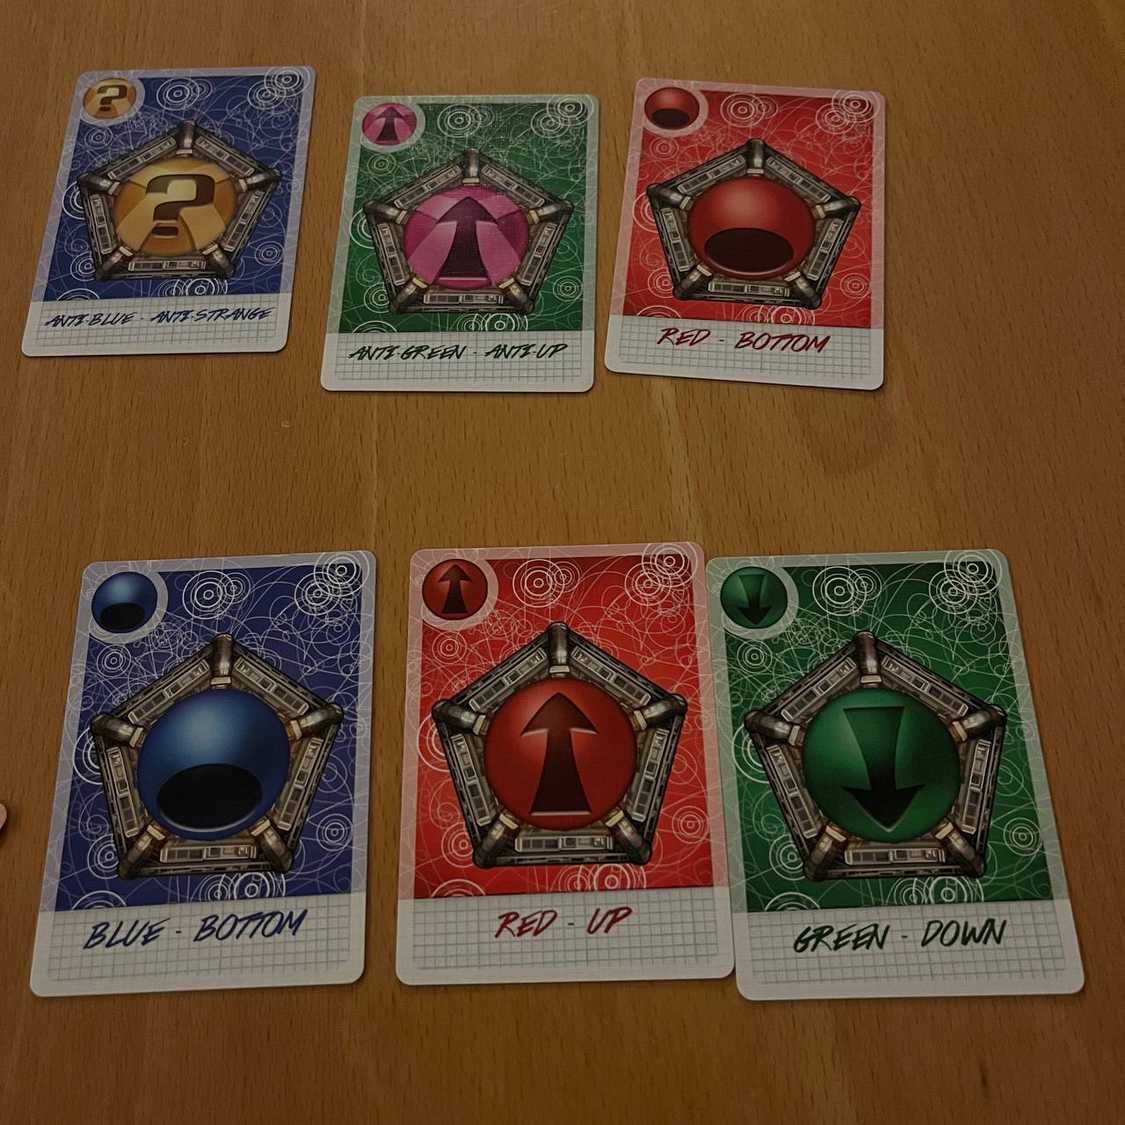 ANTI-BLUE - ANTI-STRANGE
ANTI-GREEN - ANTI-UP
RED - BOTTOM
BLUE - BOTTOM
RED - UP
GREEN - DOWN